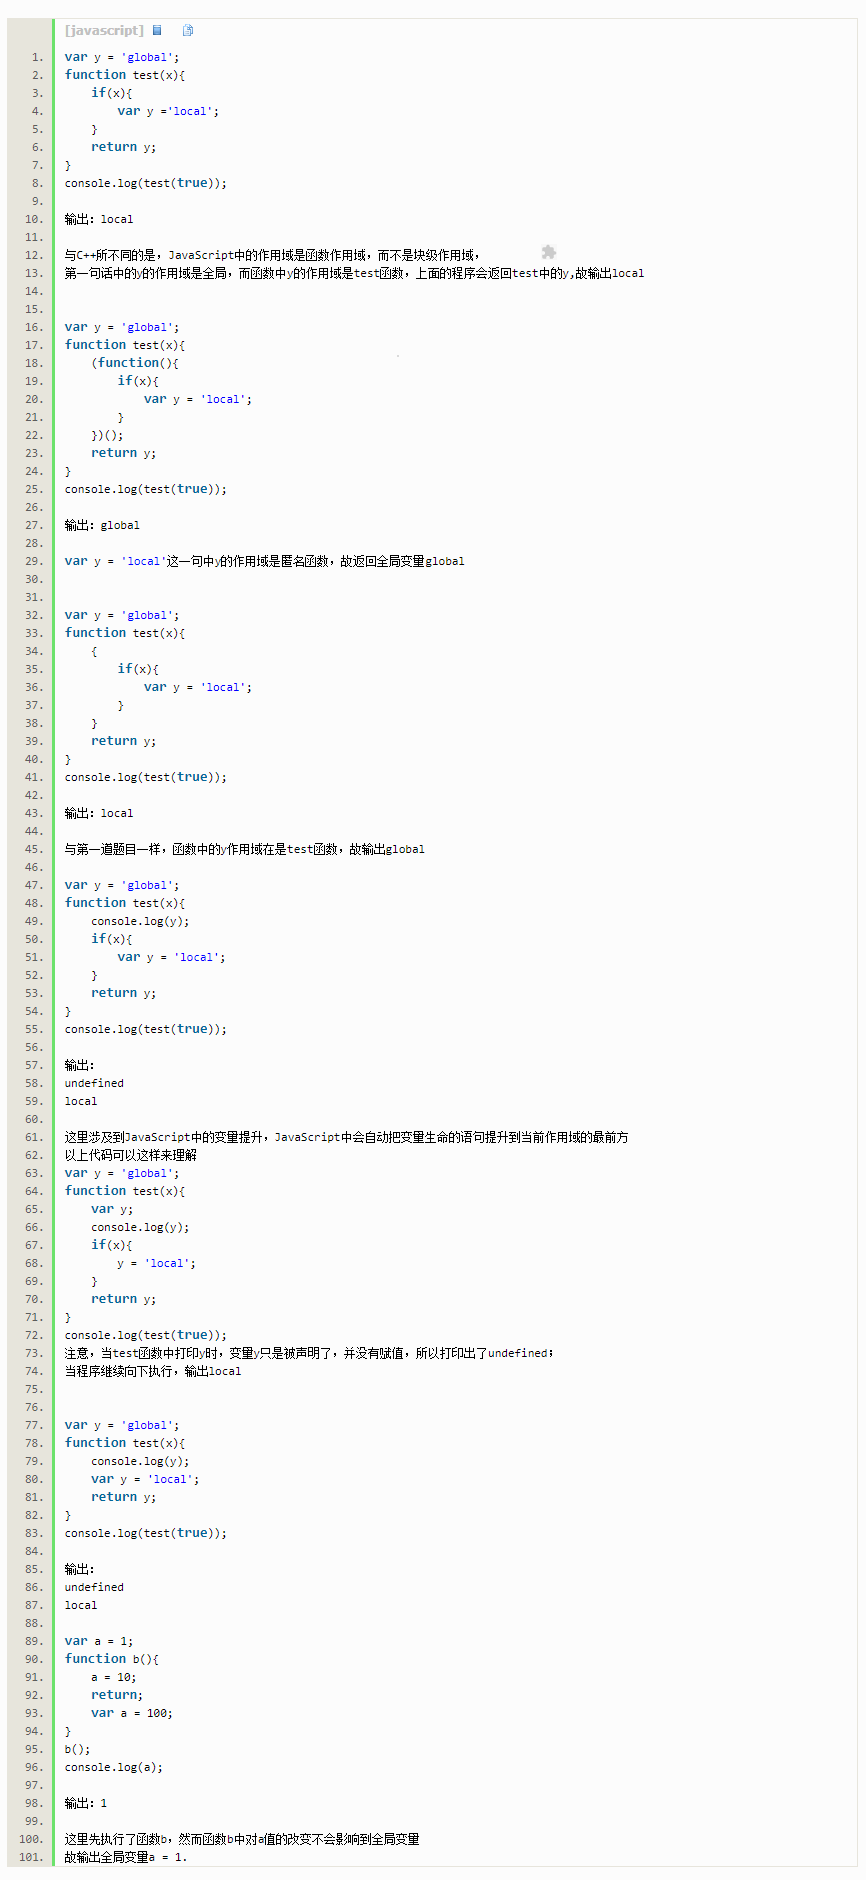 [javascript]
1. var y = 'global';
2. function test(x){
3.     if(x){
4.         var y ='local';
5.     }
6.     return y;
7. }
8. console.log(test(true));
9.
10. 输出：local
11.
12. 与C++所不同的是，JavaScript中的作用域是函数作用域，而不是块级作用域，
13. 第一句话中的y的作用域是全局，而函数中y的作用域是test函数，上面的程序会返回test中的y,故输出local
14.
15.
16. var y = 'global';
17. function test(x){
18.     (function(){
19.         if(x){
20.             var y = 'local';
21.         }
22.     })();
23.     return y;
24. }
25. console.log(test(true));
26.
27. 输出：global
28.
29. var y = 'local'这一句中y的作用域是匿名函数，故返回全局变量global
30.
31.
32. var y = 'global';
33. function test(x){
34.     {
35.         if(x){
36.             var y = 'local';
37.         }
38.     }
39.     return y;
40. }
41. console.log(test(true));
42.
43. 输出：local
44.
45. 与第一道题目一样，函数中的y作用域在是test函数，故输出global
46.
47. var y = 'global';
48. function test(x){
49.     console.log(y);
50.     if(x){
51.         var y = 'local';
52.     }
53.     return y;
54. }
55. console.log(test(true));
56.
57. 输出：
58. undefined
59. local
60.
61. 这里涉及到JavaScript中的变量提升，JavaScript中会自动把变量生命的语句提升到当前作用域的最前方
62. 以上代码可以这样来理解
63. var y = 'global';
64. function test(x){
65.     var y;
66.     console.log(y);
67.     if(x){
68.         y = 'local';
69.     }
70.     return y;
71. }
72. console.log(test(true));
73. 注意，当test函数中打印y时，变量y只是被声明了，并没有赋值，所以打印出了undefined；
74. 当程序继续向下执行，输出local
75.
76.
77. var y = 'global';
78. function test(x){
79.     console.log(y);
80.     var y = 'local';
81.     return y;
82. }
83. console.log(test(true));
84.
85. 输出：
86. undefined
87. local
88.
89. var a = 1;
90. function b(){
91.     a = 10;
92.     return;
93.     var a = 100;
94. }
95. b();
96. console.log(a);
97.
98. 输出：1
99.
100. 这里先执行了函数b，然而函数b中对a值的改变不会影响到全局变量
101. 故输出全局变量a = 1.